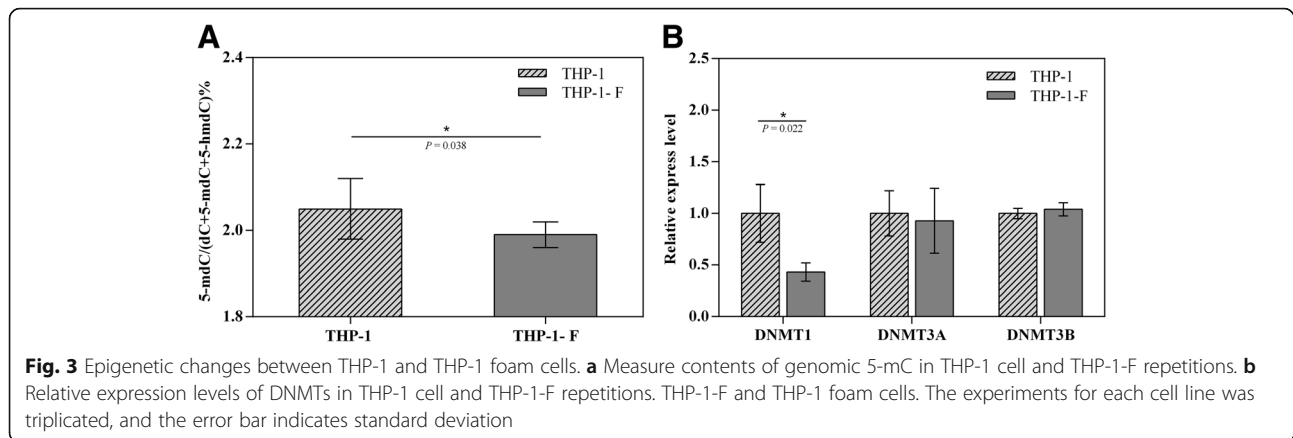 A
5-mdC/(dC+5-mdC+5-hmdC)%
2.4
2.2
2.0
1.8
THP-1
THP-1- F
*
P = 0.038
THP-1
THP-1- F
B
Relative express level
2.5
2.0
1.5
1.0
0.5
0.0
THP-1
THP-1-F
*
P = 0.022
DNMT1
DNMT3A
DNMT3B
Fig. 3 Epigenetic changes between THP-1 and THP-1 foam cells. a Measure contents of genomic 5-mC in THP-1 cell and THP-1-F repetitions. b
Relative expression levels of DNMTs in THP-1 cell and THP-1-F repetitions. THP-1-F and THP-1 foam cells. The experiments for each cell line was
triplicated, and the error bar indicates standard deviation